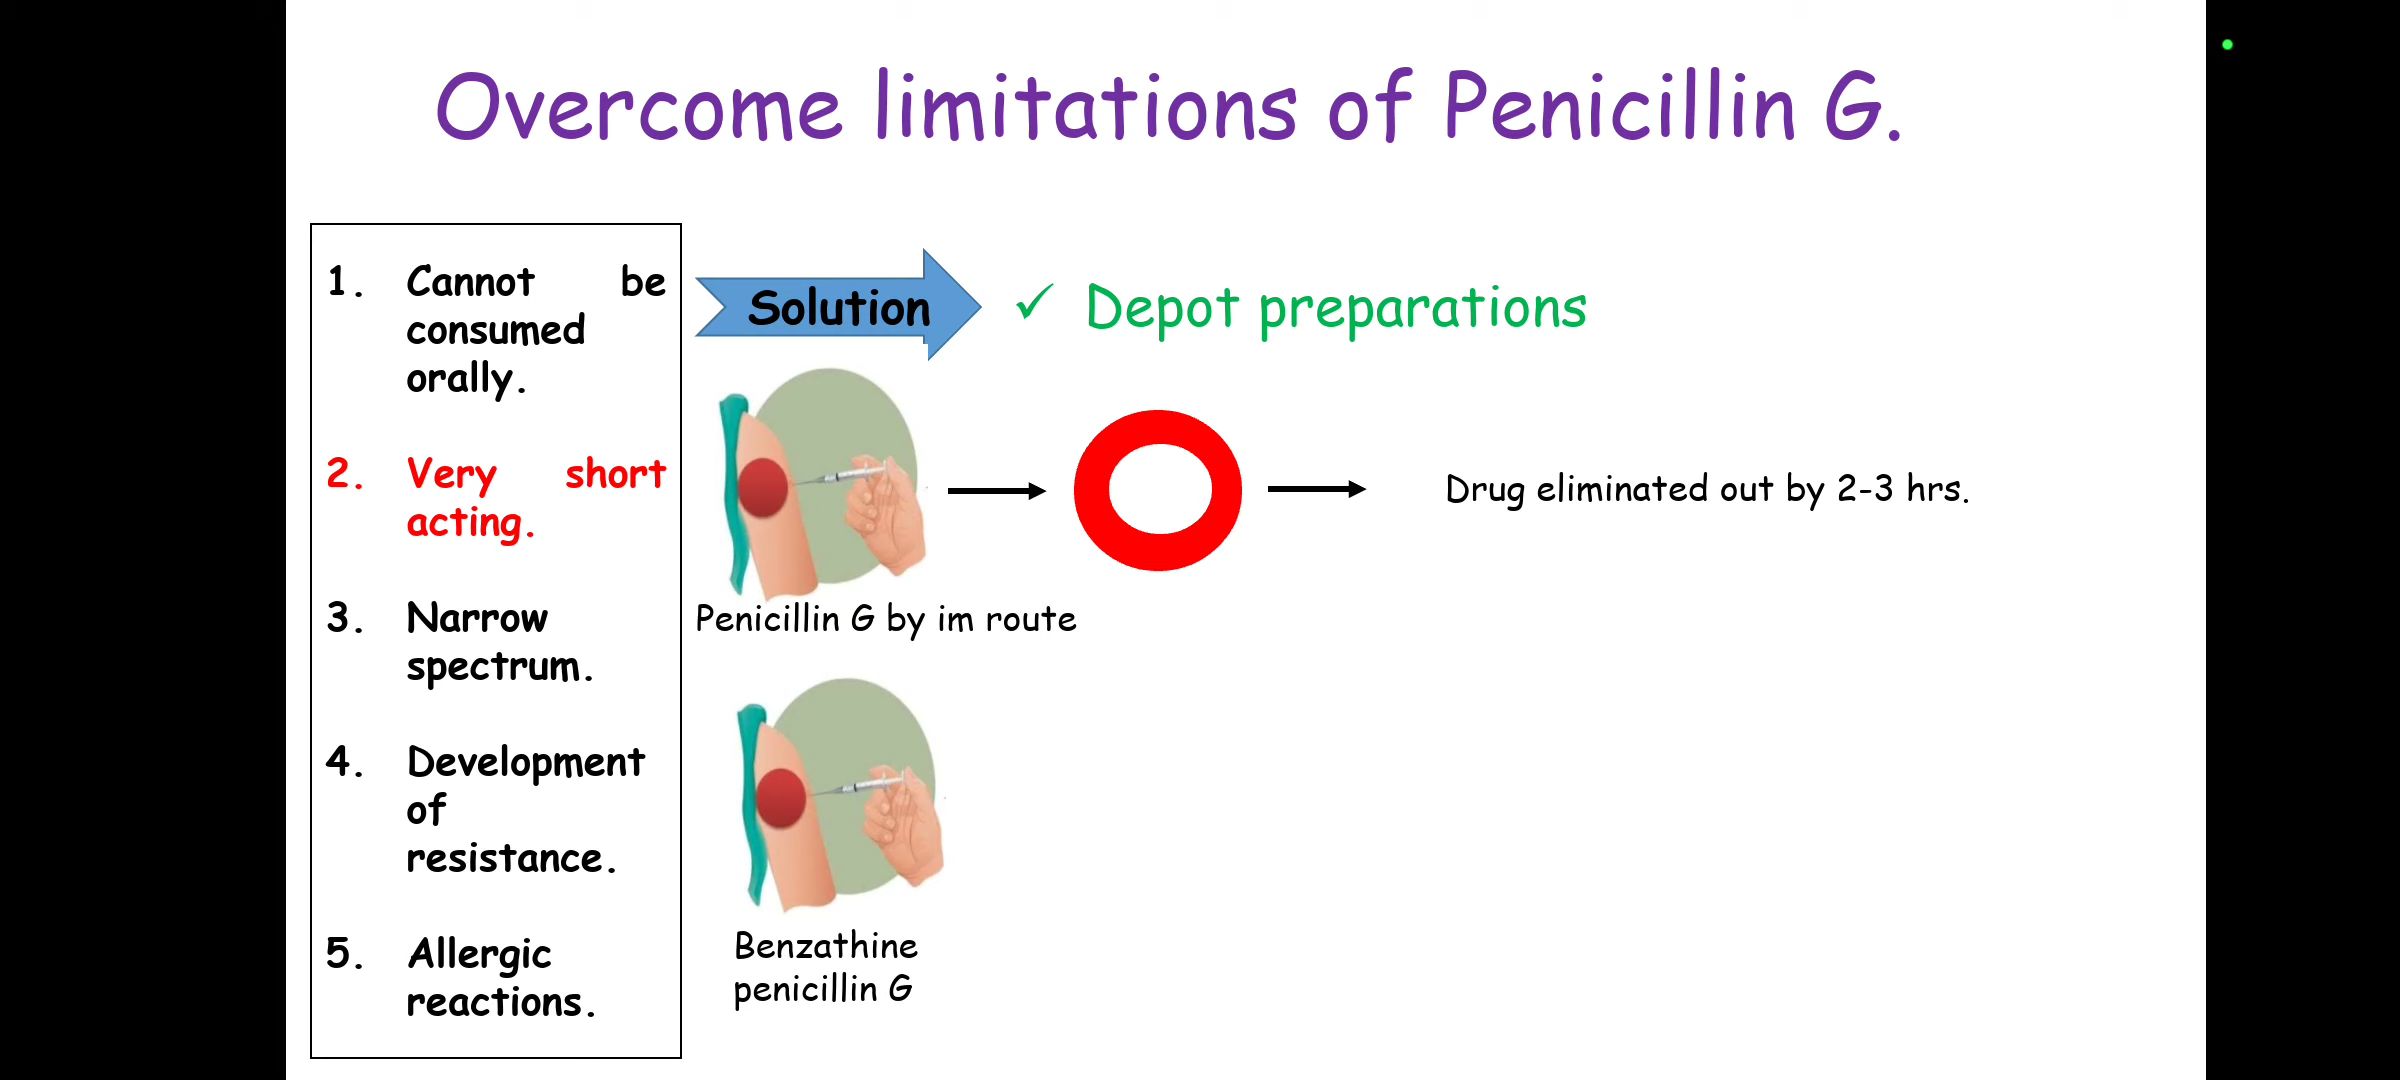 Overcome limitations of Penicillin G.
1. Cannot be
consumed
orally.
2. Very short
acting.
3. Narrow
spectrum.
4. Development
of
resistance.
5. Allergic
reactions.
Solution
✓ Depot preparations
Drug eliminated out by 2-3 hrs.
Penicillin G by im route
Benzathine
penicillin G